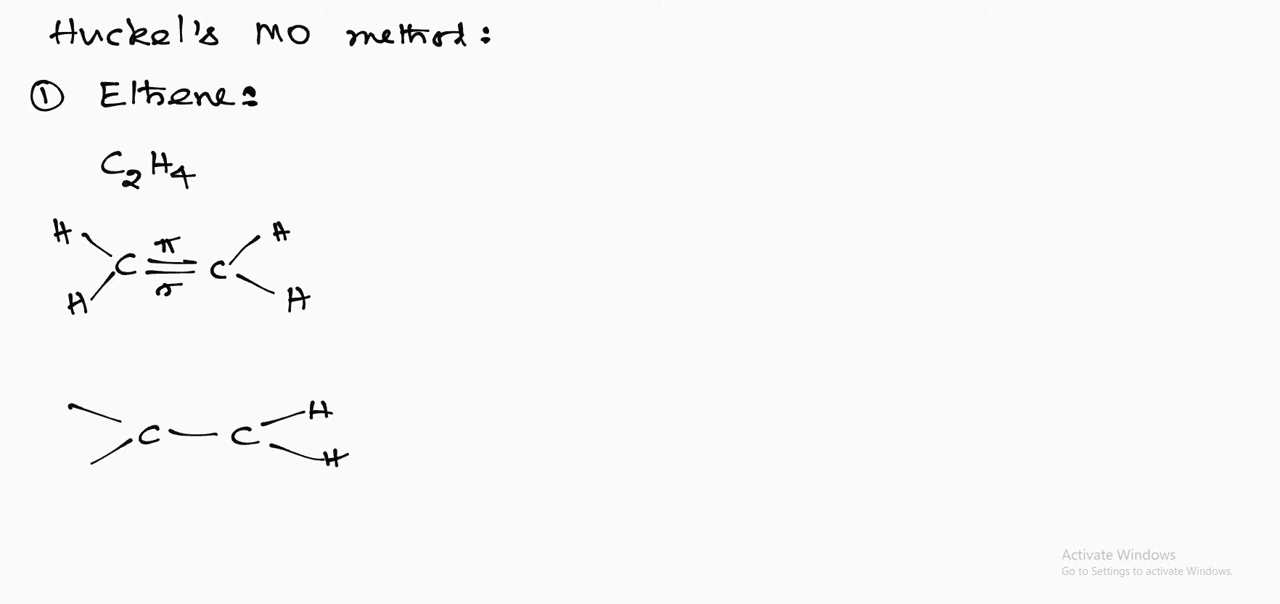 Huckel's MO method:
① Ethene:
C₂H₄
H H
π
C C
σ
H H
H
C C
H
Activate Windows
Go to Settings to activate Windows.